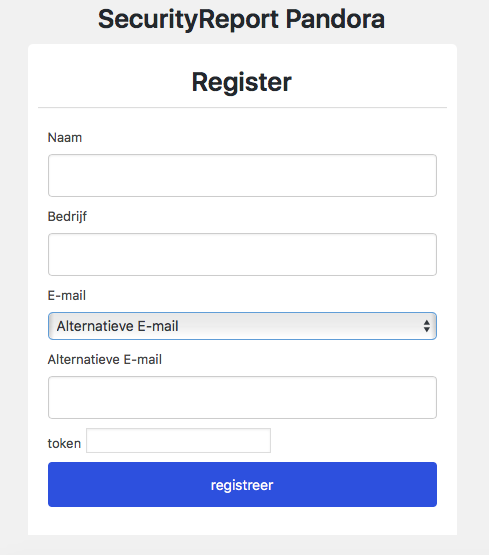 SecurityReport Pandora
Register
Naam
Bedrijf
E-mail
Alternatieve E-mail
Alternatieve E-mail
token
registreer